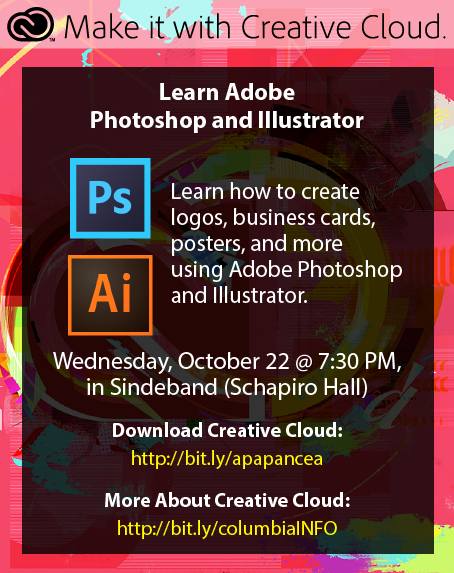 Make it with Creative Cloud.
Learn Adobe
Photoshop and Illustrator
Ps
Learn how to create
logos, business cards,
posters, and more
using Adobe Photoshop
and Illustrator.
Ai
Wednesday, October 22 @ 7:30 PM,
in Sindeband (Schapiro Hall)
Download Creative Cloud:
http://bit.ly/apapancea
More About Creative Cloud:
http://bit.ly/columbiaINFO